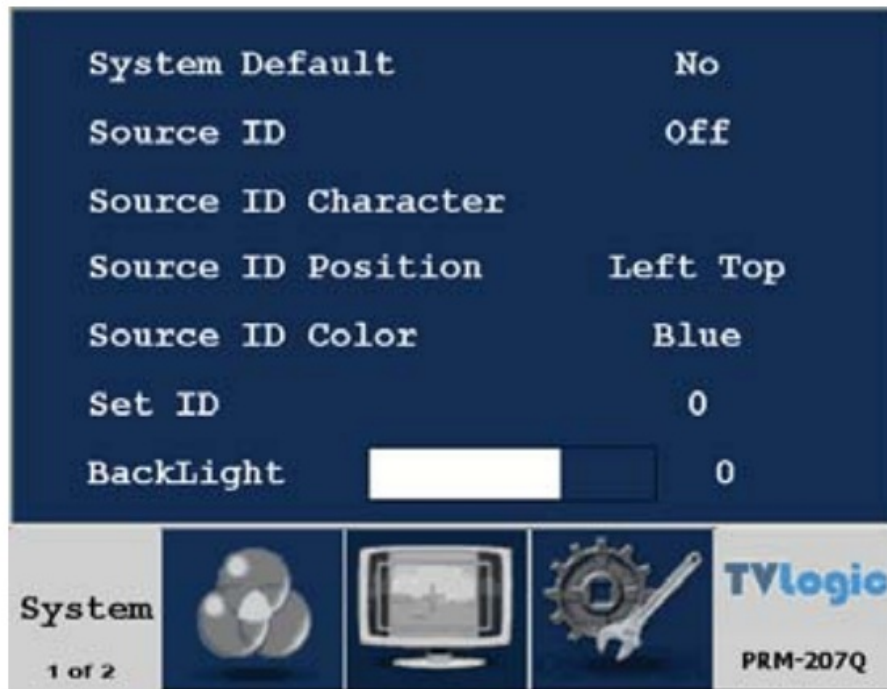 System Default No
Source ID Off
Source ID Character
Source ID Position Left Top
Source ID Color Blue
Set ID 0
BackLight 0
System
1 of 2
TVlogic
PRM-207Q